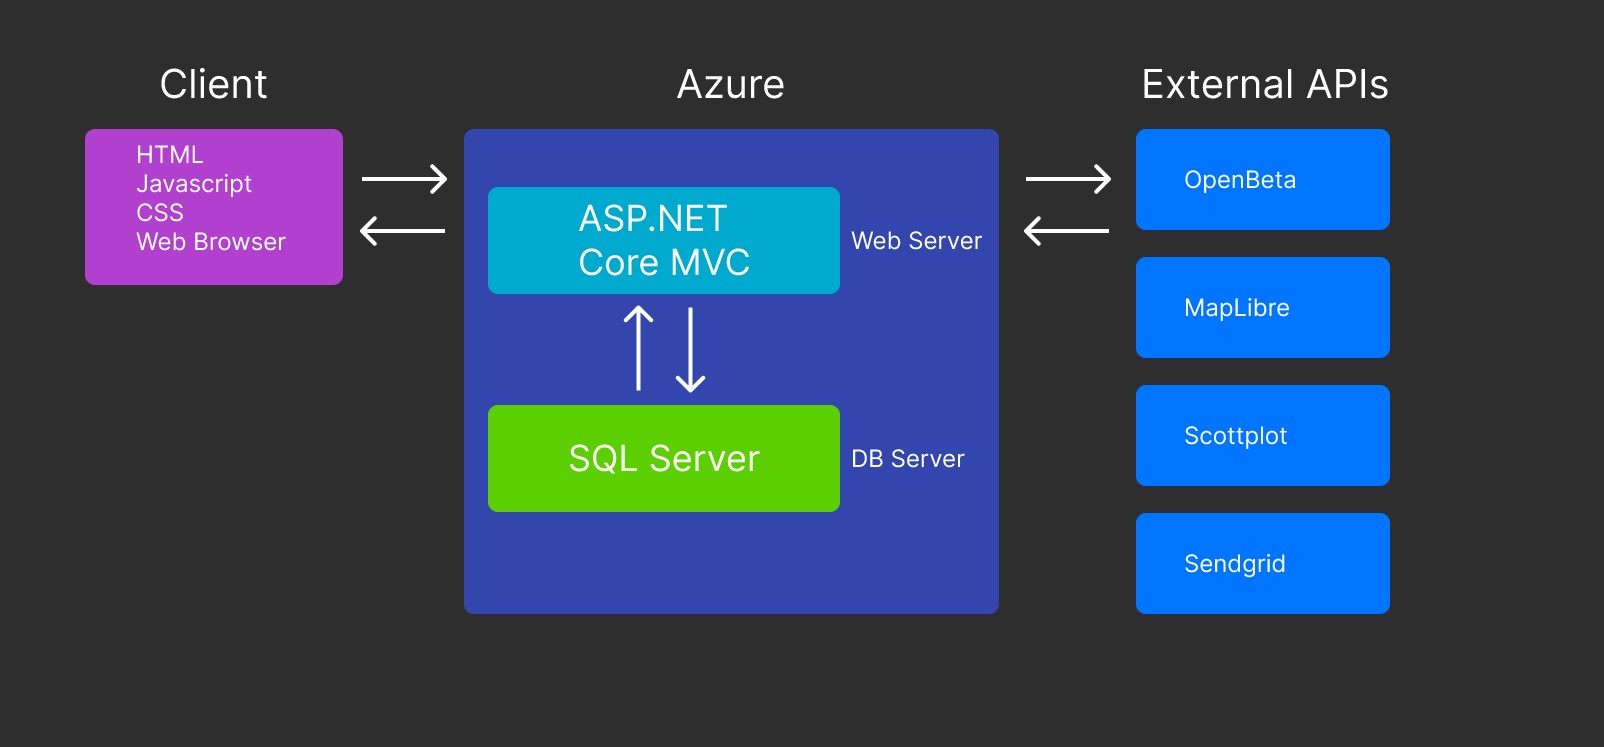 Client
Azure
External APIs
HTML
Javascript
CSS
Web Browser
ASP.NET
Core MVC
Web Server
SQL Server
DB Server
OpenBeta
MapLibre
Scottplot
Sendgrid